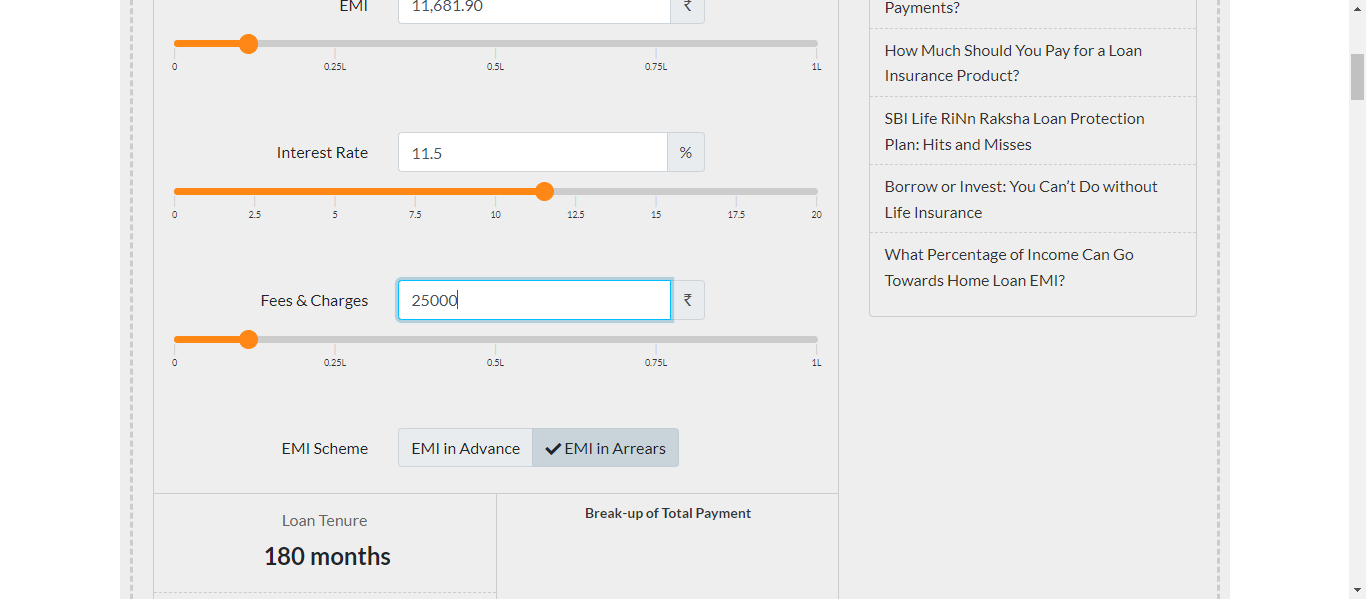 EMI
11,681.90
₹
0
0.25L
0.5L
0.75L
1L
Interest Rate
11.5
%
0
2.5
5
7.5
10
12.5
15
17.5
20
Fees & Charges
25000
₹
0
0.25L
0.5L
0.75L
1L
EMI Scheme
EMI in Advance
EMI in Arrears
Loan Tenure
180 months
Break-up of Total Payment
Payments?
How Much Should You Pay for a Loan
Insurance Product?
SBI Life RiNn Raksha Loan Protection
Plan: Hits and Misses
Borrow or Invest: You Can’t Do without
Life Insurance
What Percentage of Income Can Go
Towards Home Loan EMI?